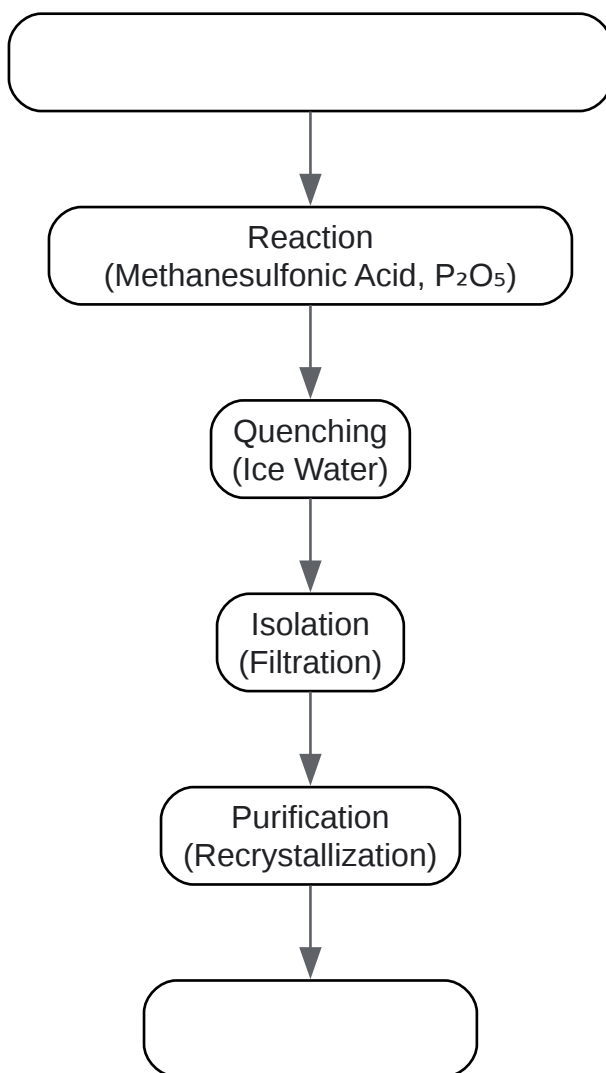 Reaction
(Methanesulfonic Acid, P₂O₅)
Quenching
(Ice Water)
Isolation
(Filtration)
Purification
(Recrystallization)